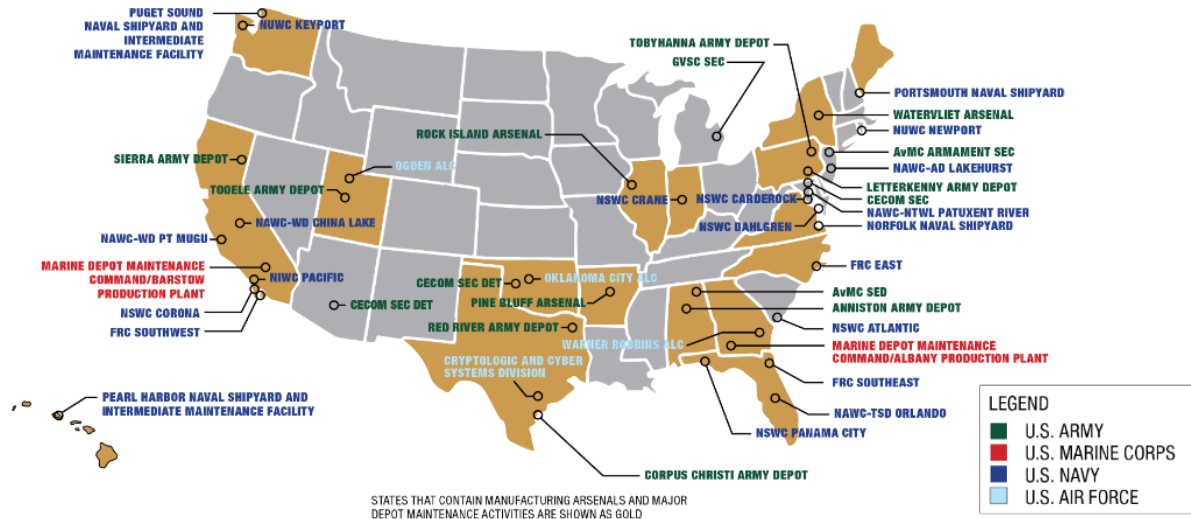 PUGET SOUND
NAVAL SHIPYARD AND
INTERMEDIATE
MAINTENANCE FACILITY
NUWC KEYPORT
TOBYHANNA ARMY DEPOT
GVSC SEC
PORTSMOUTH NAVAL SHIPYARD
WATERVLIET ARSENAL
ROCK ISLAND ARSENAL
NUWC NEWPORT
SIERRA ARMY DEPOT
OGDEN ALC
AvMC ARMAMENT SEC
NAWC-AD LAKEHURST
TOOELE ARMY DEPOT
NSWC CRANE
NSWC CARDEROCK
LETTERKENNY ARMY DEPOT
CECOM SEC
NAWC-NTWL PATUXENT RIVER
NAWC-WD CHINA LAKE
NSWC DAHLGREN
NORFOLK NAVAL SHIPYARD
NAWC-WD PT MUGU
MARINE DEPOT MAINTENANCE
COMMAND/BARSTOW
PRODUCTION PLANT
NIWC PACIFIC
FRC EAST
CECOM SEC DET
OKLAHOMA CITY ALC
NSWC CORONA
CECOM SEC DET
PINE BLUFF ARSENAL
AvMC SED
ANNISTON ARMY DEPOT
FRC SOUTHWEST
RED RIVER ARMY DEPOT
NSWC ATLANTIC
WARNER ROBBINS ALC
MARINE DEPOT MAINTENANCE
COMMAND/ALBANY PRODUCTION PLANT
CRYPTOLOGIC AND CYBER
SYSTEMS DIVISION
FRC SOUTHEAST
PEARL HARBOR NAVAL SHIPYARD AND
INTERMEDIATE MAINTENANCE FACILITY
NAWC-TSD ORLANDO
NSWC PANAMA CITY
CORPUS CHRISTI ARMY DEPOT
LEGEND
U.S. ARMY
U.S. MARINE CORPS
U.S. NAVY
U.S. AIR FORCE
STATES THAT CONTAIN MANUFACTURING ARSENALS AND MAJOR
DEPOT MAINTENANCE ACTIVITIES ARE SHOWN AS GOLD